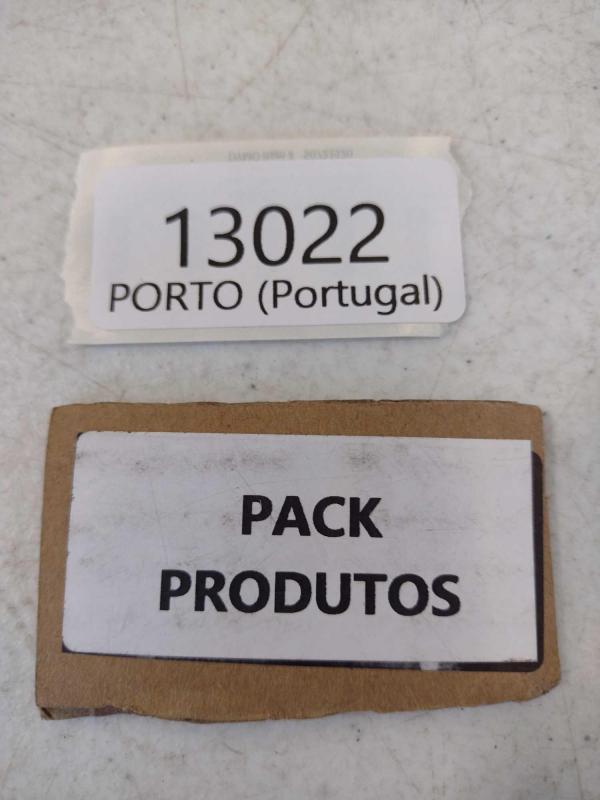 13022
PORTO (Portugal)
PACK
PRODUTOS